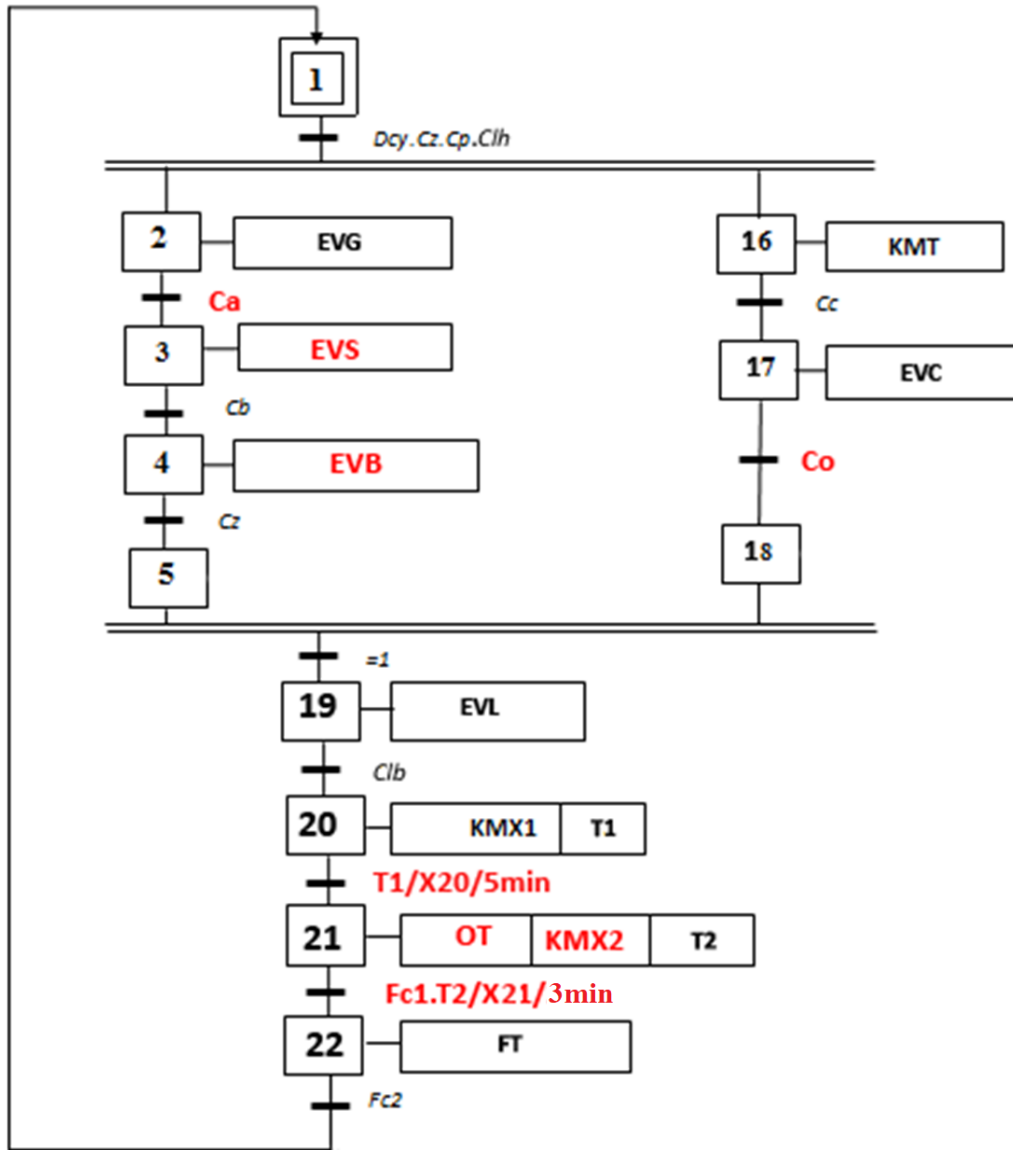 1
Dcy.Cz.Cp.Clh
2 EVG
16 KMT
Ca
Cc
3 EVS
17 EVC
Cb
4 EVB
Co
Cz
5
18
=1
19 EVL
Clb
20 KMX1 T1
T1/X20/5min
21 OT KMX2 T2
Fc1.T2/X21/3min
22 FT
Fc2